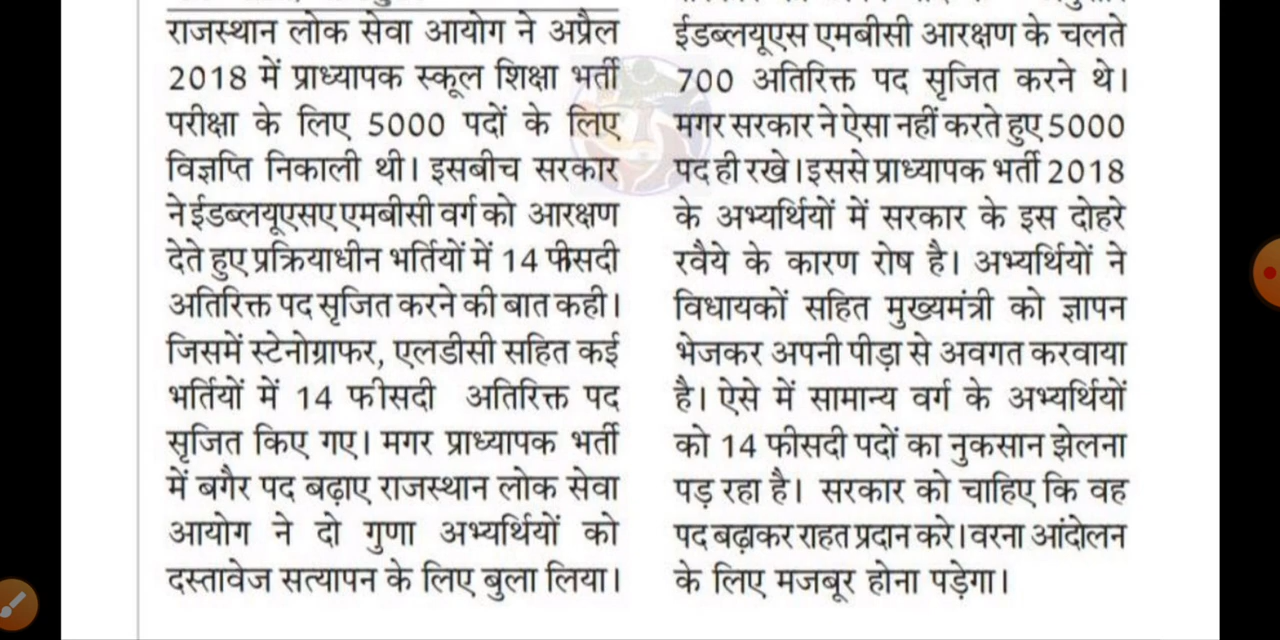 राजस्थान लोक सेवा आयोग ने अप्रैल
2018 में प्राध्यापक स्कूल शिक्षा भर्ती
परीक्षा के लिए 5000 पदों के लिए
विज्ञप्ति निकाली थी। इसबीच सरकार
ने ईडब्लयूएसए एमबीसी वर्ग को आरक्षण
देते हुए प्रक्रियाधीन भर्तियों में 14 फीसदी
अतिरिक्त पद सृजित करने की बात कही।
जिसमें स्टेनोग्राफर, एलडीसी सहित कई
भर्तियों में 14 फीसदी अतिरिक्त पद
सृजित किए गए। मगर प्राध्यापक भर्ती
में बगैर पद बढ़ाए राजस्थान लोक सेवा
आयोग ने दो गुणा अभ्यर्थियों को
दस्तावेज सत्यापन के लिए बुला लिया।
ईडब्लयूएस एमबीसी आरक्षण के चलते
700 अतिरिक्त पद सृजित करने थे।
मगर सरकार ने ऐसा नहीं करते हुए 5000
पद ही रखे। इससे प्राध्यापक भर्ती 2018
के अभ्यर्थियों में सरकार के इस दोहरे
रवैये के कारण रोष है। अभ्यर्थियों ने
विधायकों सहित मुख्यमंत्री को ज्ञापन
भेजकर अपनी पीड़ा से अवगत करवाया
है। ऐसे में सामान्य वर्ग के अभ्यर्थियों
को 14 फीसदी पदों का नुकसान झेलना
पड़ रहा है। सरकार को चाहिए कि वह
पद बढ़ाकर राहत प्रदान करे। वरना आंदोलन
के लिए मजबूर होना पड़ेगा।